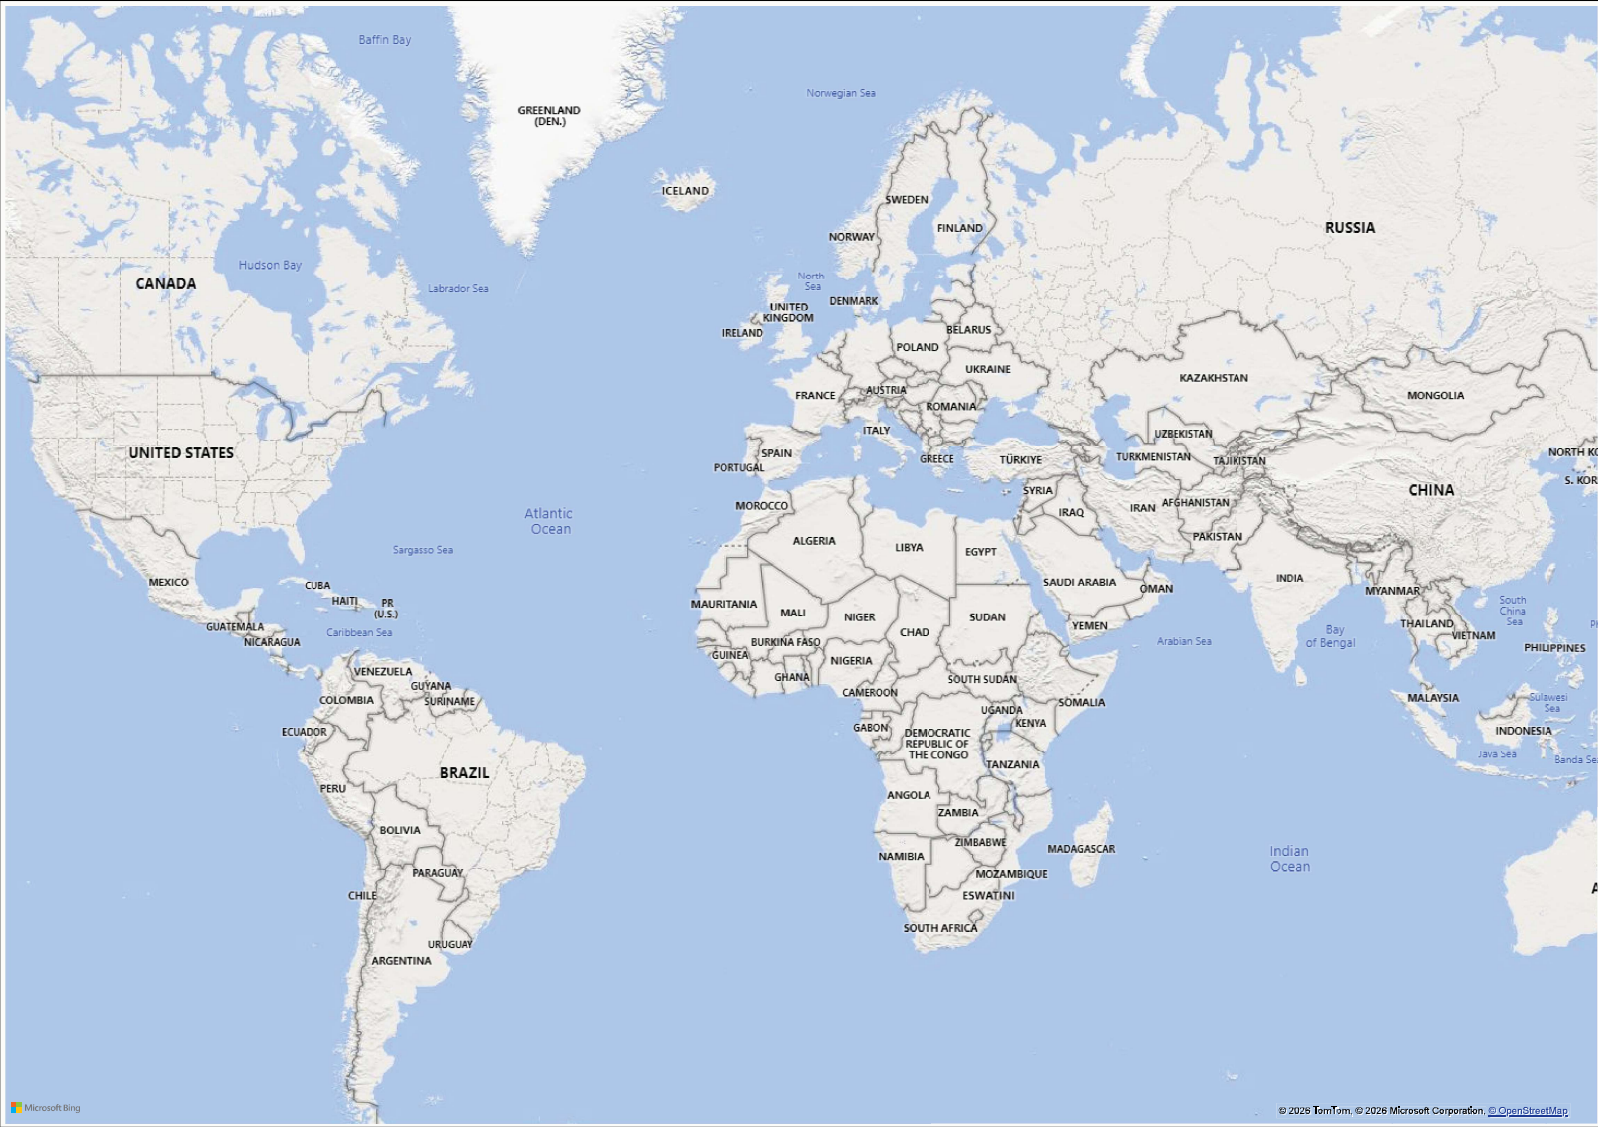 Baffin Bay
Norwegian Sea
GREENLAND
(DEN.)
ICELAND
SWEDEN
FINLAND
RUSSIA
NORWAY
Hudson Bay
CANADA
Labrador Sea
North
Sea
DENMARK
UNITED
KINGDOM
IRELAND
BELARUS
POLAND
UKRAINE
KAZAKHSTAN
AUSTRIA
FRANCE
MONGOLIA
ROMANIA
ITALY
UZBEKISTAN
UNITED STATES
SPAIN
GREECE
TÜRKIYE
TURKMENISTAN
TAJIKISTAN
NORTH KO
PORTUGAL
S. KOR
CHINA
SYRIA
MOROCCO
IRAN
AFGHANISTAN
IRAQ
Atlantic
Ocean
PAKISTAN
ALGERIA
LIBYA
EGYPT
Sargasso Sea
INDIA
MEXICO
CUBA
SAUDI ARABIA
OMAN
MYANMAR
HAITI
PR
(U.S.)
MAURITANIA
MALI
NIGER
SUDAN
South
China
Sea
GUATEMALA
Caribbean Sea
CHAD
YEMEN
THAILAND
NICARAGUA
BURKINA FASO
Arabian Sea
Bay
of Bengal
VIETNAM
PHILIPPINES
GUINEA
NIGERIA
VENEZUELA
GHANA
SOUTH SUDAN
GUYANA
CAMEROON
COLOMBIA
SURINAME
SOMALIA
MALAYSIA
Sulawesi
Sea
UGANDA
KENYA
GABON
ECUADOR
DEMOCRATIC
REPUBLIC OF
THE CONGO
INDONESIA
Java Sea
Banda Se
TANZANIA
BRAZIL
PERU
ANGOLA
ZAMBIA
BOLIVIA
ZIMBABWE
MADAGASCAR
NAMIBIA
Indian
Ocean
PARAGUAY
MOZAMBIQUE
CHILE
ESWATINI
A
SOUTH AFRICA
URUGUAY
ARGENTINA
Microsoft Bing
© 2026 TomTom, © 2026 Microsoft Corporation, © OpenStreetMap